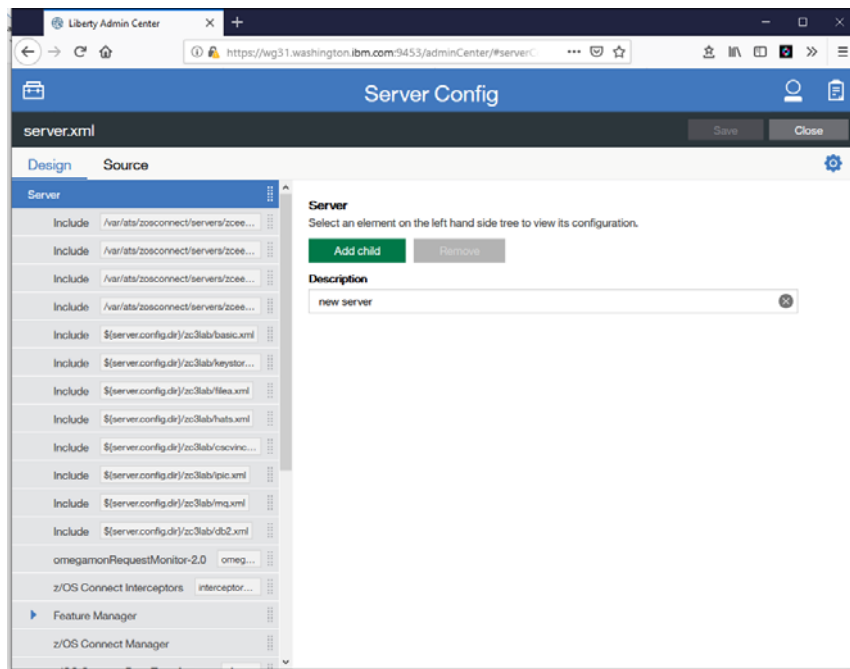 Liberty Admin Center
https://wg31.washington.ibm.com:9453/adminCenter/#serverC
Server Config
server.xml
Save
Close
Design
Source
Server
Include /var/ats/zosconnect/servers/zcee...
Include /var/ats/zosconnect/servers/zcee...
Include /var/ats/zosconnect/servers/zcee...
Include /var/ats/zosconnect/servers/zcee...
Include ${server.config.dir}/zc3lab/basic.xml
Include ${server.config.dir}/zc3lab/keystor...
Include ${server.config.dir}/zc3lab/filea.xml
Include ${server.config.dir}/zc3lab/hats.xml
Include ${server.config.dir}/zc3lab/cscvinc...
Include ${server.config.dir}/zc3lab/ipic.xml
Include ${server.config.dir}/zc3lab/mq.xml
Include ${server.config.dir}/zc3lab/db2.xml
omegamonRequestMonitor-2.0 omeg...
z/OS Connect Interceptors interceptor...
Feature Manager
z/OS Connect Manager
Server
Select an element on the left hand side tree to view its configuration.
Add child
Remove
Description
new server